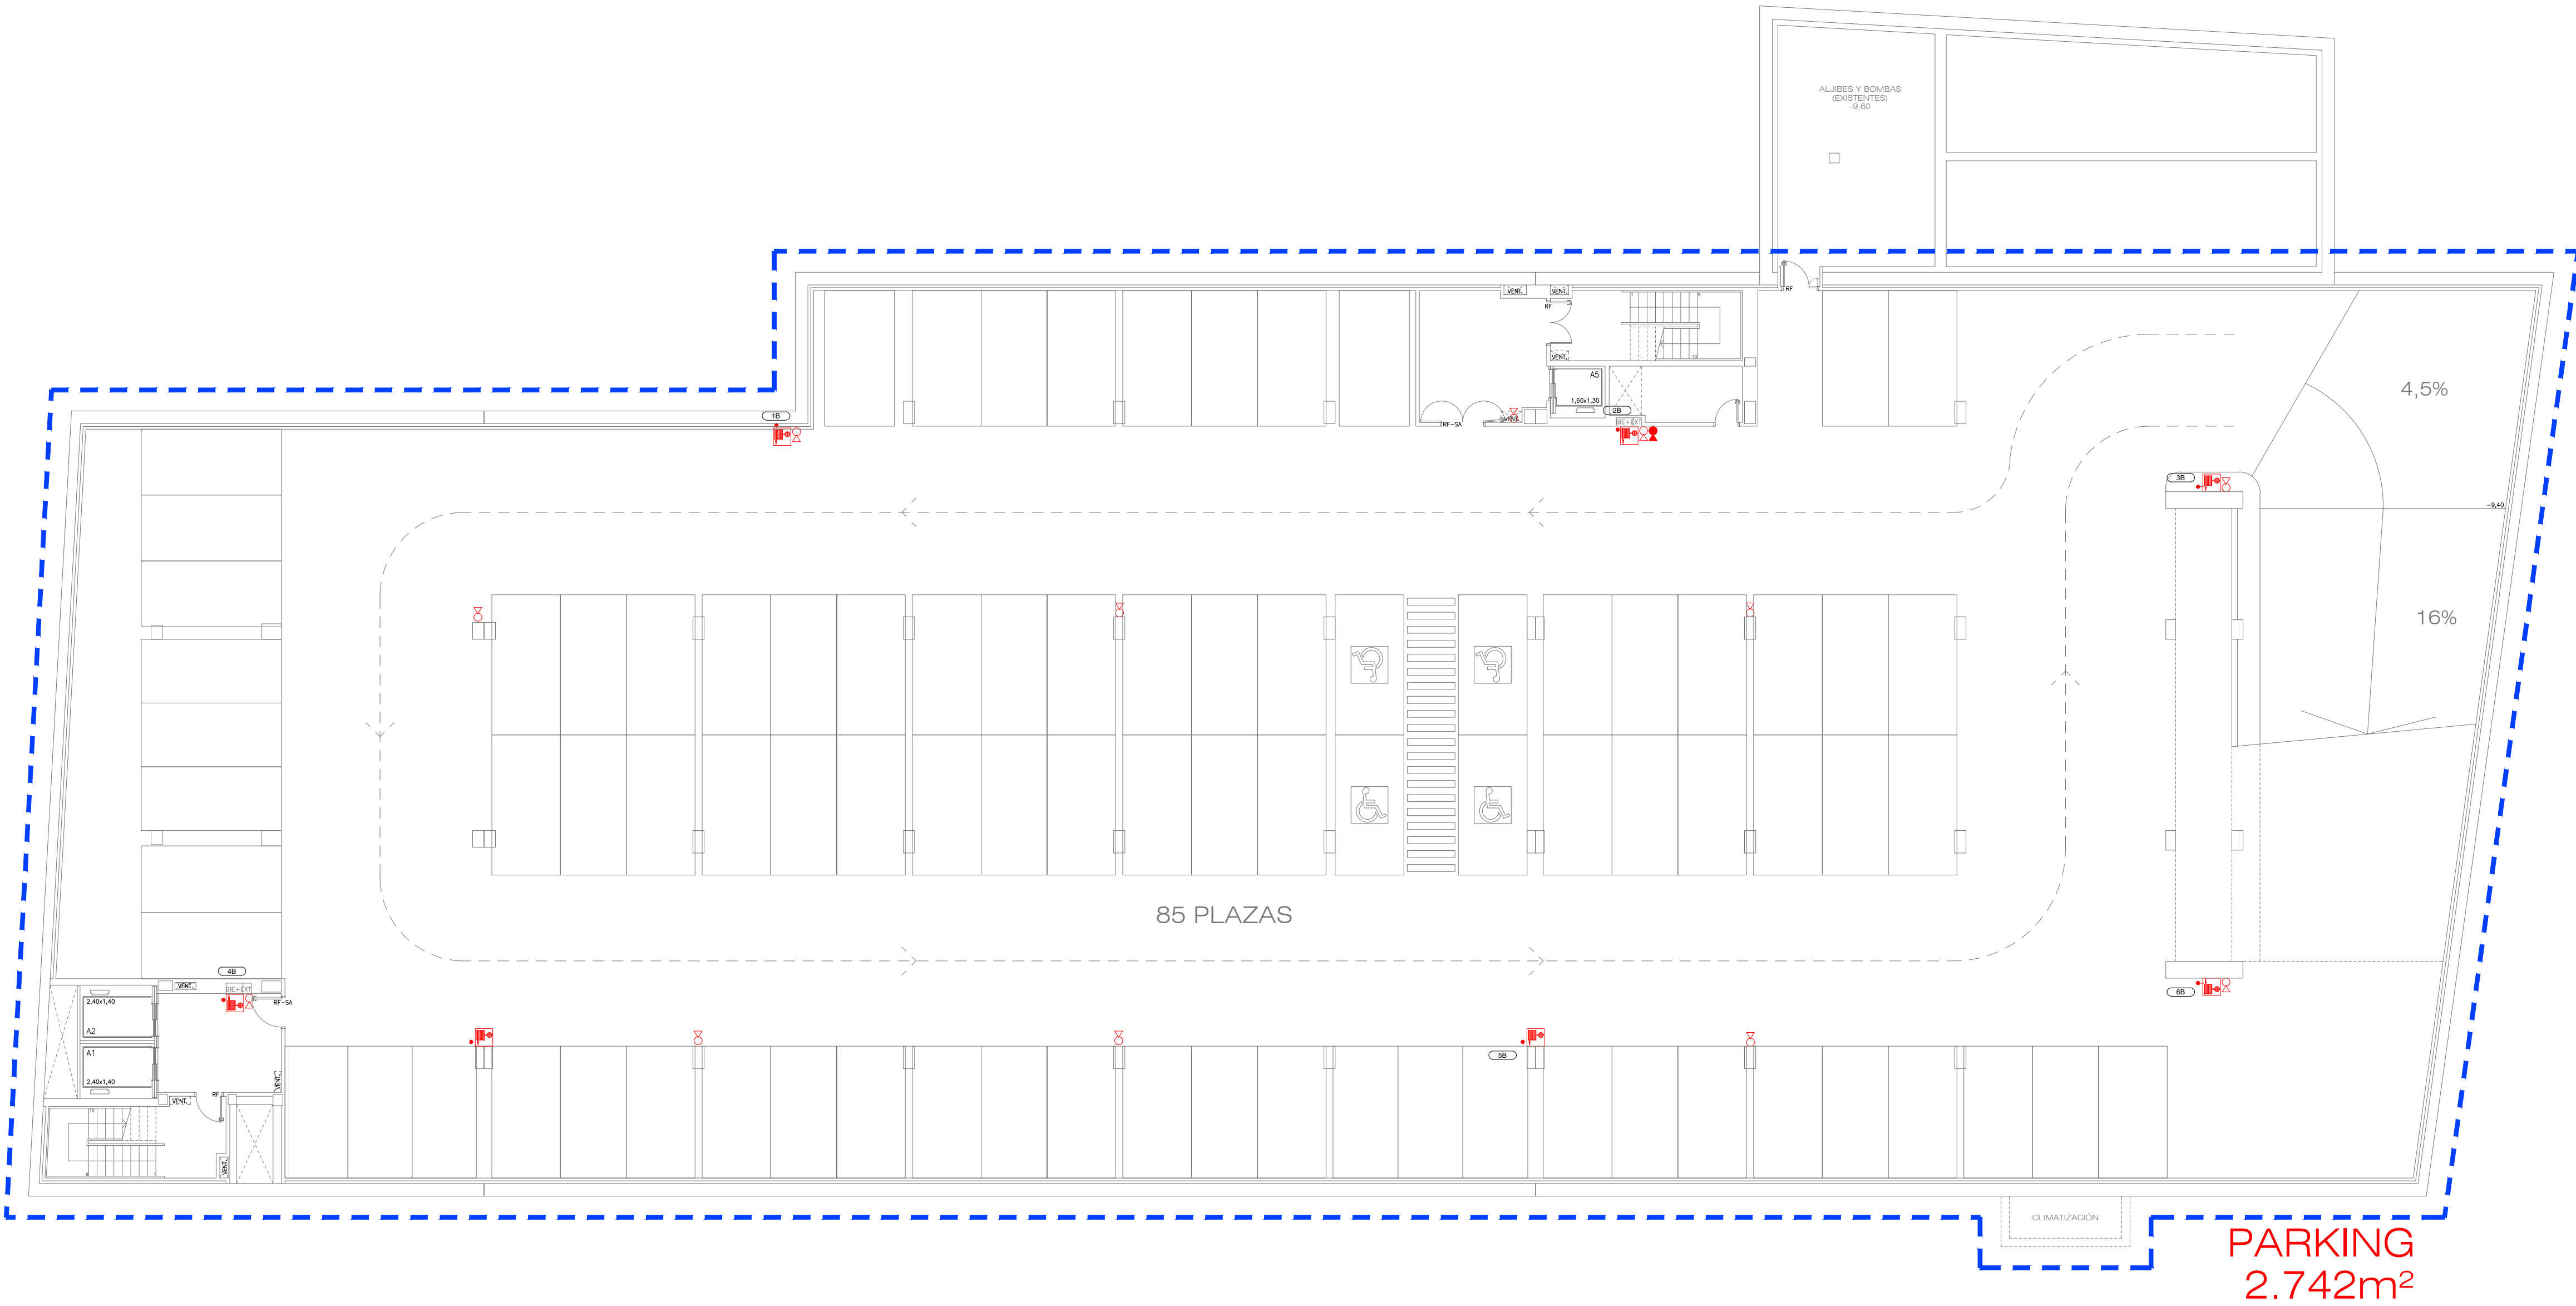 ALJIBES Y BOMBAS
(EXISTENTES)
-9,60
RF
VENT.
VENT.
RF
VENT.
A5
1,60x1,30
4,5%
1B
2B
VENT.
RF-SA
BIE+EXT
3B
-9,40
16%
85 PLAZAS
4B
VENT.
BIE+EXT
RF-SA
2,40x1,40
A2
A1
2,40x1,40
VENT.
RF
VENT.
VENT.
5B
6B
CLIMATIZACIÓN
PARKING
2.742m²